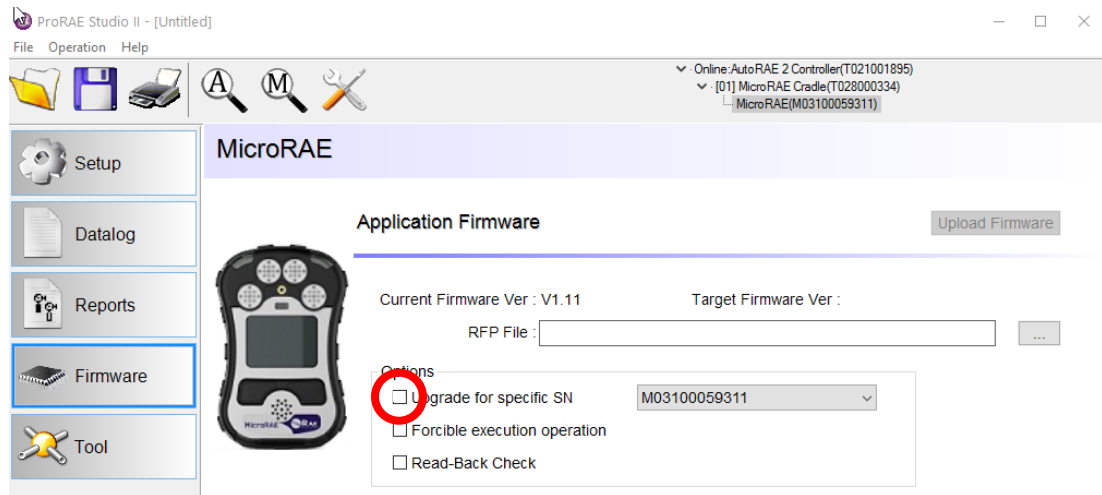 ProRAE Studio II - [Untitled]
File Operation Help
A M
Online:AutoRAE 2 Controller(T021001895)
[01] MicroRAE Cradle(T028000334)
MicroRAE(M03100059311)
Setup
Datalog
Reports
Firmware
Tool
MicroRAE
Application Firmware
Upload Firmware
Current Firmware Ver : V1.11
Target Firmware Ver :
RFP File :
...
Options
Upgrade for specific SN
M03100059311
Forcible execution operation
Read-Back Check
MicroRAE
RAE